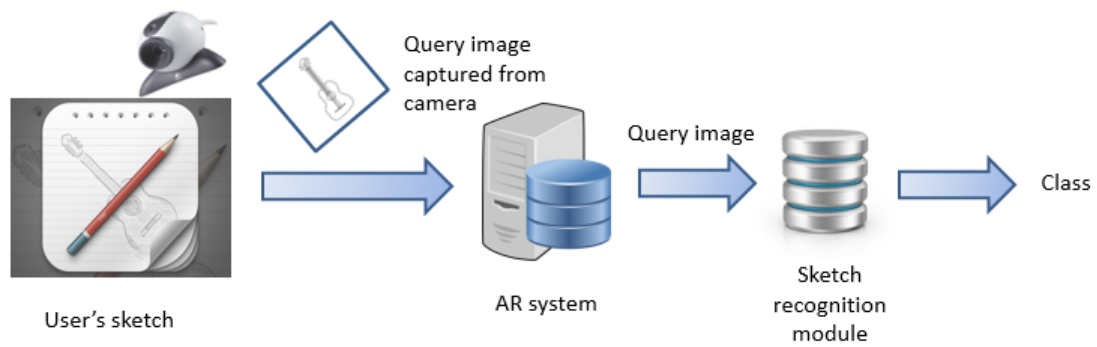 Query image
captured from
camera
Query image
Class
AR system
Sketch
recognition
module
User's sketch